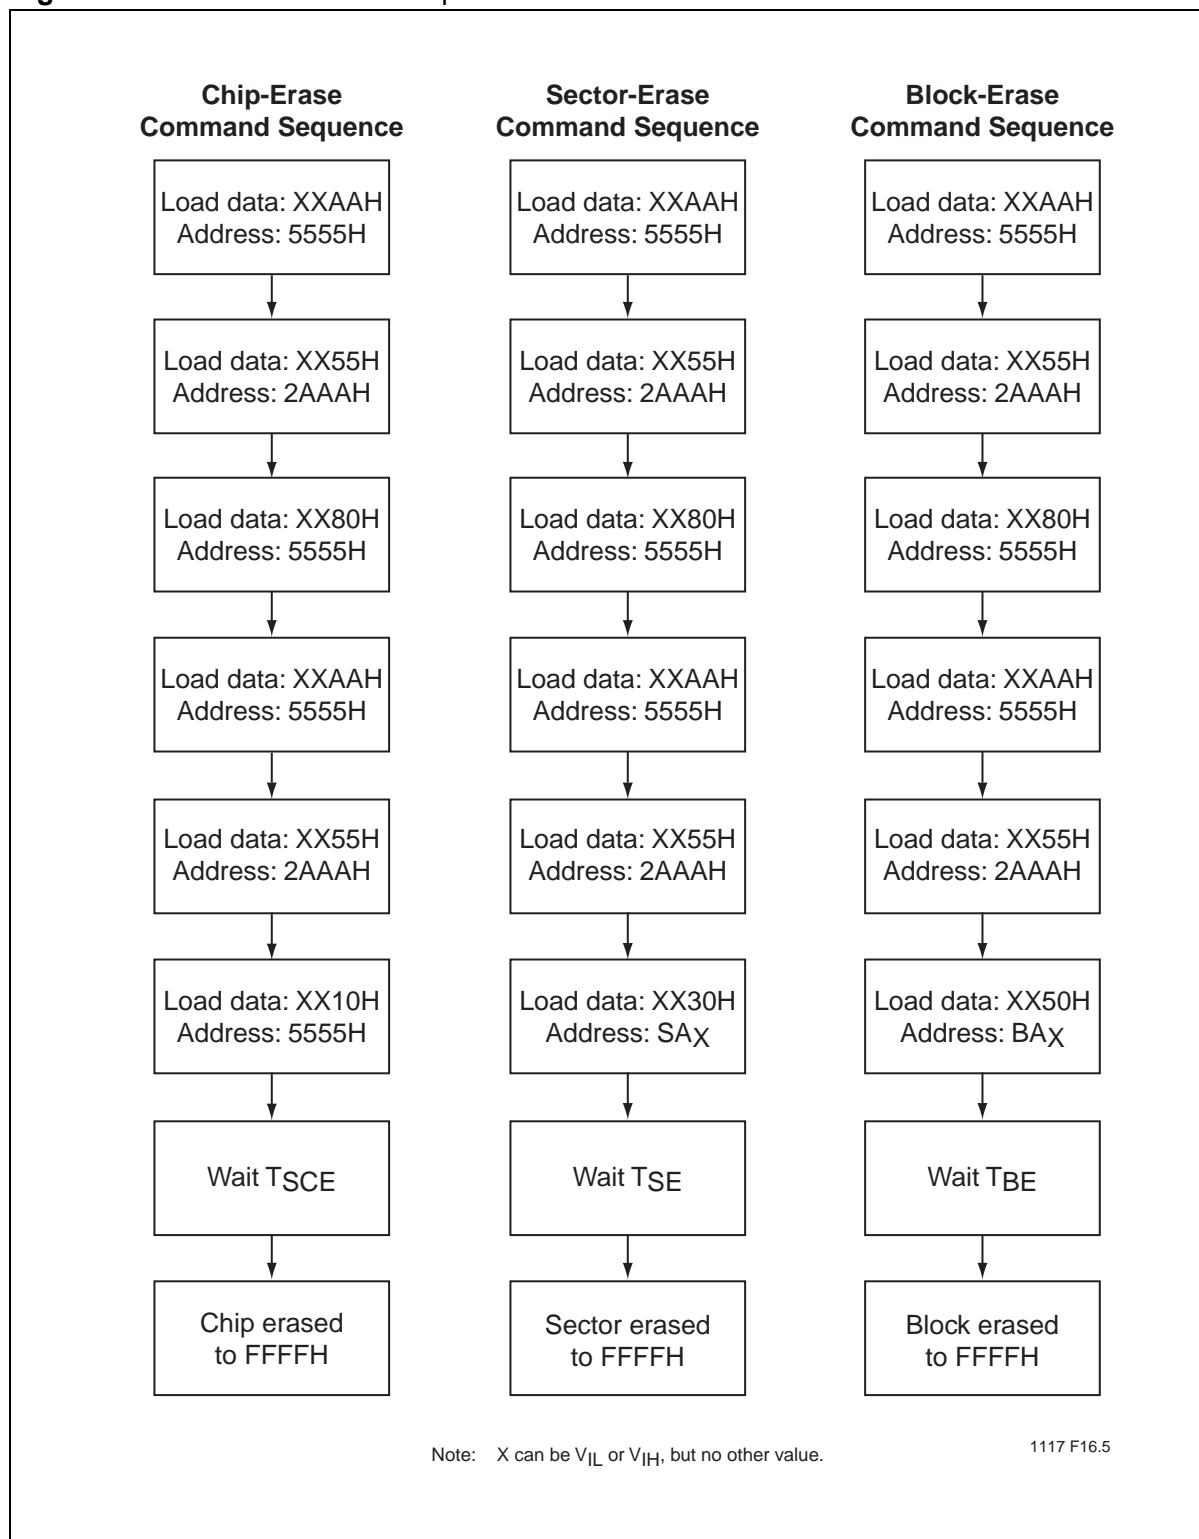 Chip-Erase
Command Sequence
Load data: XXAAH
Address: 5555H
Load data: XX55H
Address: 2AAAH
Load data: XX80H
Address: 5555H
Load data: XXAAH
Address: 5555H
Load data: XX55H
Address: 2AAAH
Load data: XX10H
Address: 5555H
Wait TSCE
Chip erased
to FFFFH
Sector-Erase
Command Sequence
Load data: XXAAH
Address: 5555H
Load data: XX55H
Address: 2AAAH
Load data: XX80H
Address: 5555H
Load data: XXAAH
Address: 5555H
Load data: XX55H
Address: 2AAAH
Load data: XX30H
Address: SAX
Wait TSE
Sector erased
to FFFFH
Block-Erase
Command Sequence
Load data: XXAAH
Address: 5555H
Load data: XX55H
Address: 2AAAH
Load data: XX80H
Address: 5555H
Load data: XXAAH
Address: 5555H
Load data: XX55H
Address: 2AAAH
Load data: XX50H
Address: BAX
Wait TBE
Block erased
to FFFFH
Note: X can be VIL or VIH, but no other value.
1117 F16.5